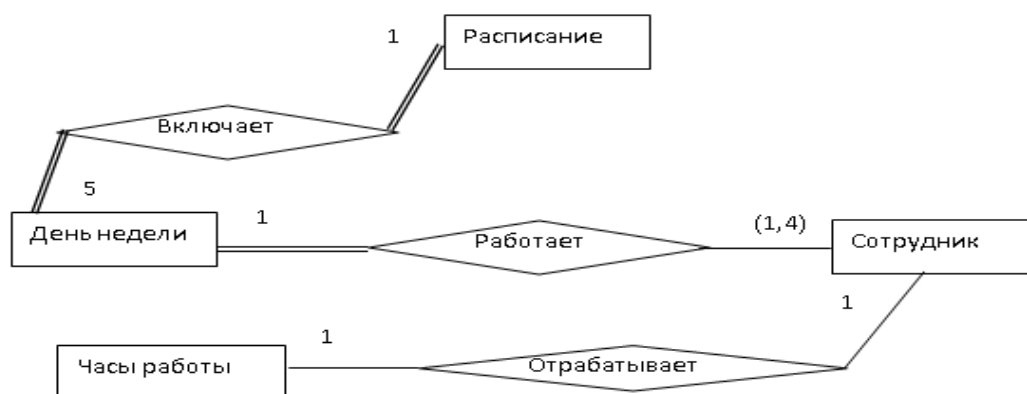 1
Расписание
Включает
5
День недели
1
Работает
(1,4)
Сотрудник
1
1
Часы работы
Отрабатывает